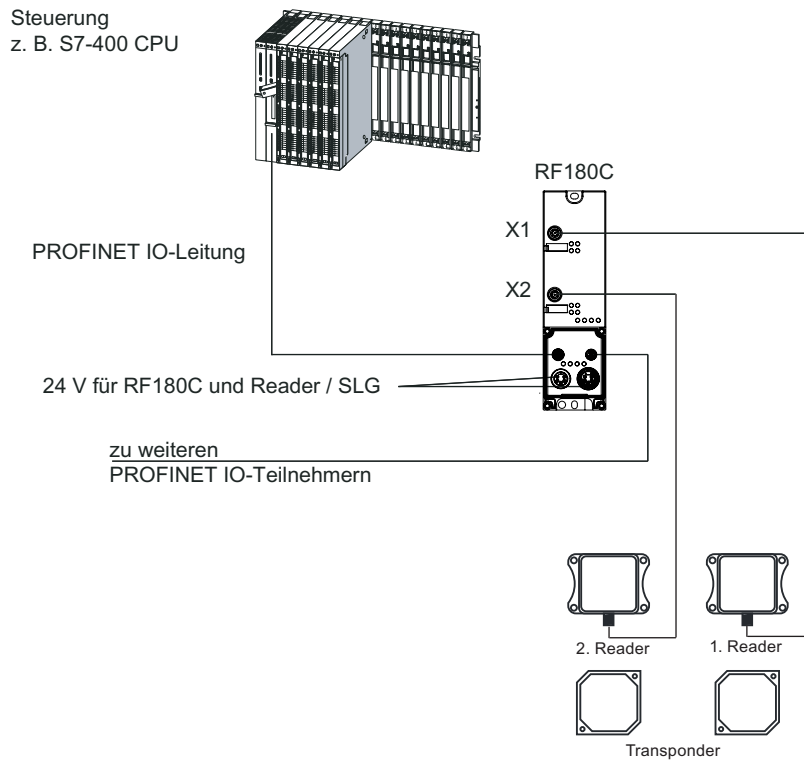 Steuerung
z. B. S7-400 CPU
RF180C
X1
PROFINET IO-Leitung
X2
24 V für RF180C und Reader / SLG
zu weiteren
PROFINET IO-Teilnehmern
2. Reader
1. Reader
Transponder